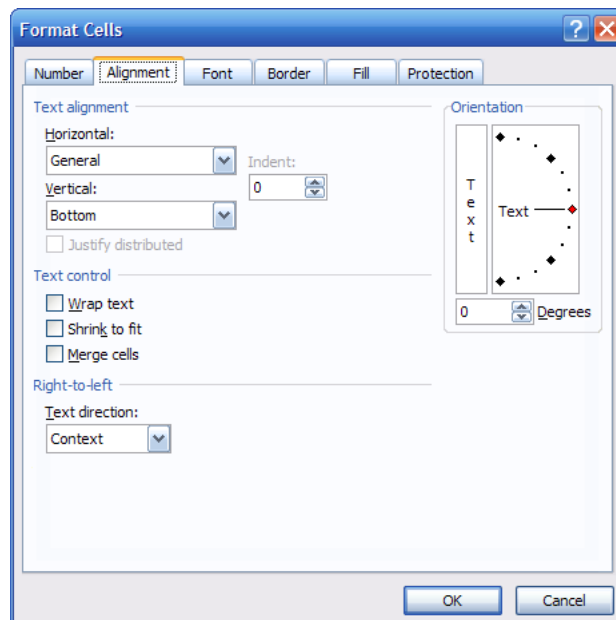 Format Cells
Number Alignment Font Border Fill Protection
Text alignment
Horizontal:
General
Indent:
0
Vertical:
Bottom
Justify distributed
Text control
Wrap text
Shrink to fit
Merge cells
Right-to-left
Text direction:
Context
Orientation
Text
Text
0 Degrees
OK Cancel